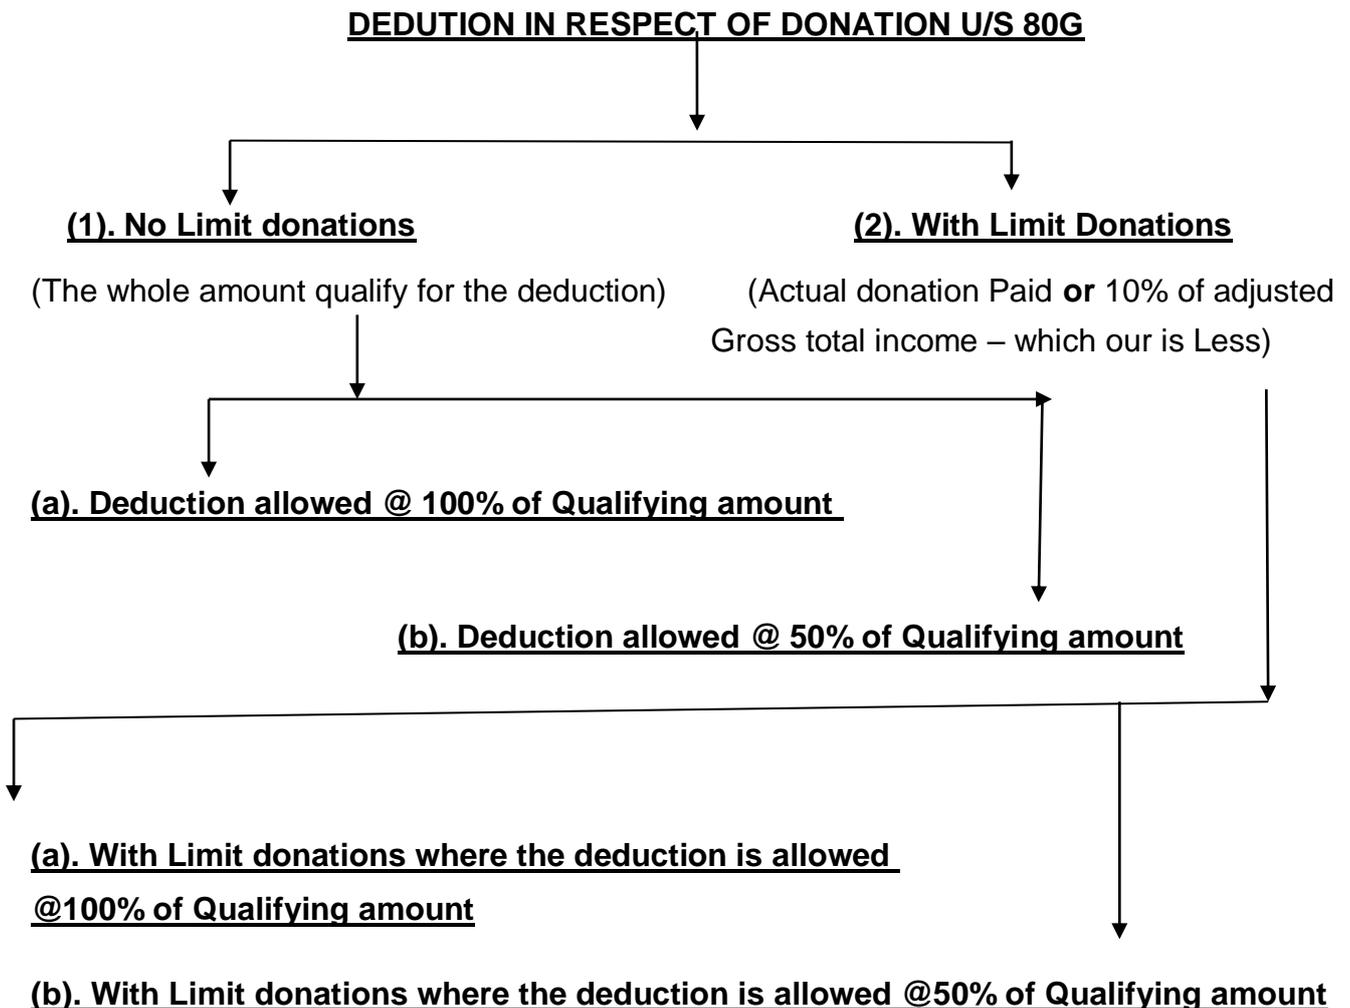 DEDUTION IN RESPECT OF DONATION U/S 80G
(1). No Limit donations
(2). With Limit Donations
(The whole amount qualify for the deduction)
(Actual donation Paid or 10% of adjusted
Gross total income – which our is Less)
(a). Deduction allowed @ 100% of Qualifying amount
(b). Deduction allowed @ 50% of Qualifying amount
(a). With Limit donations where the deduction is allowed
@100% of Qualifying amount
(b). With Limit donations where the deduction is allowed @50% of Qualifying amount